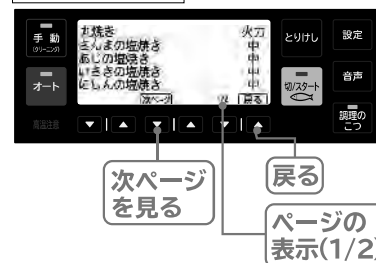 手動
(クリーニング)
オート
高温注意
丸焼き 火力
さんまの塩焼き 中
あじの塩焼き 中
いさきの塩焼き 中
にしんの塩焼き 中
次ページ 1/2 戻る
とりけし
切/スタート
設定
音声
調理の
こつ
次ページ
を見る
戻る
ページの
表示(1/2)